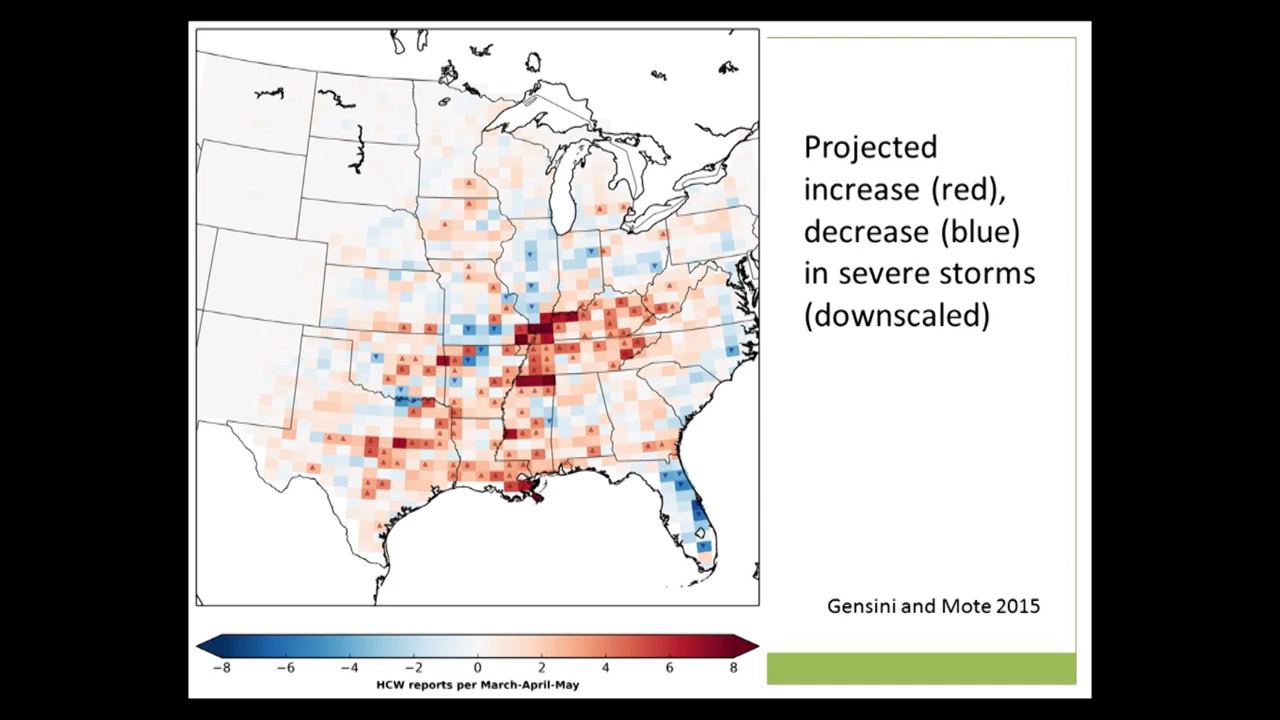 Projected
increase (red),
decrease (blue)
in severe storms
(downscaled)
Gensini and Mote 2015
−8 −6 −4 −2 0 2 4 6 8
HCW reports per March-April-May